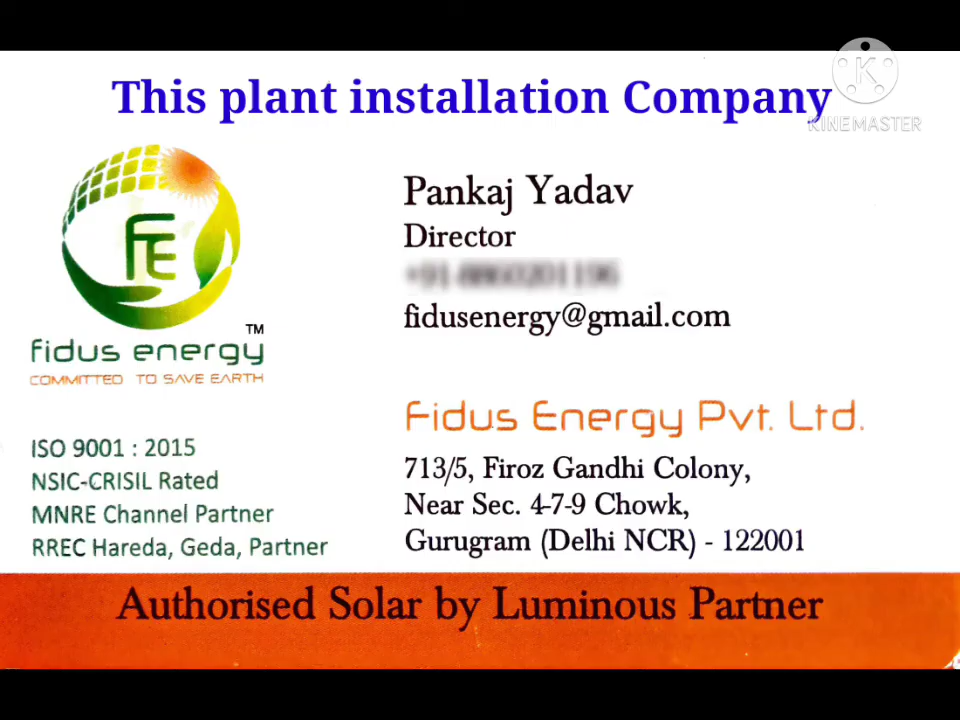 This plant installation Company
K
KINEMASTER
FE
TM
fidus energy
COMMITTED TO SAVE EARTH
Pankaj Yadav
Director
fidusenergy@gmail.com
Fidus Energy Pvt. Ltd.
713/5, Firoz Gandhi Colony,
Near Sec. 4-7-9 Chowk,
Gurugram (Delhi NCR) - 122001
ISO 9001 : 2015
NSIC-CRISIL Rated
MNRE Channel Partner
RREC Hareda, Geda, Partner
Authorised Solar by Luminous Partner